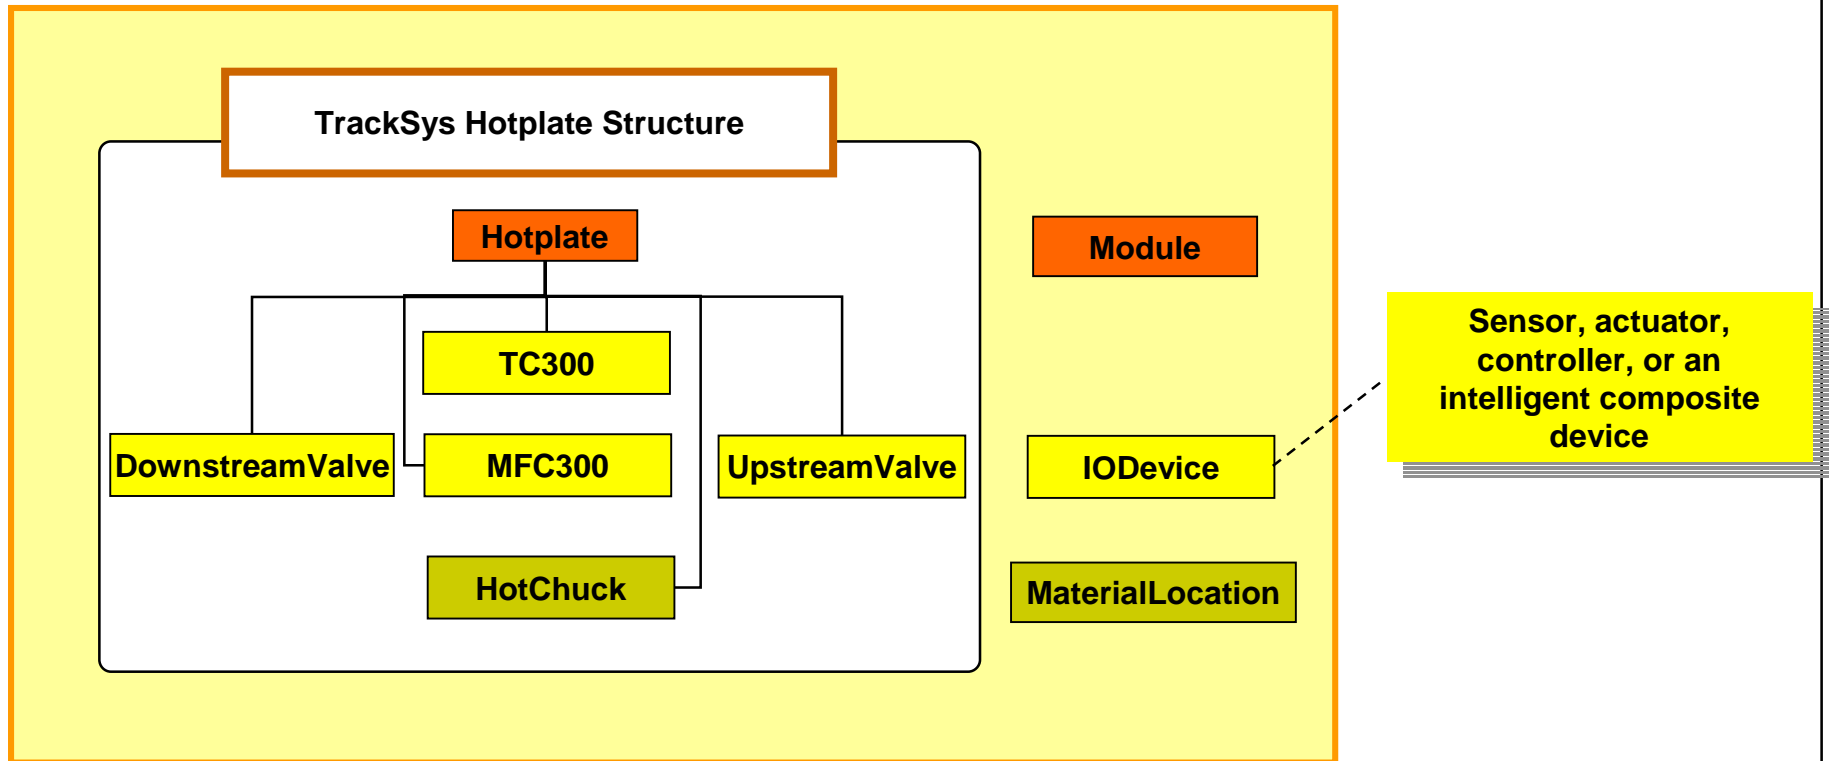 TrackSys Hotplate Structure
Hotplate
Module
TC300
DownstreamValve
MFC300
UpstreamValve
IODevice
HotChuck
MaterialLocation
Sensor, actuator,
controller, or an
intelligent composite
device